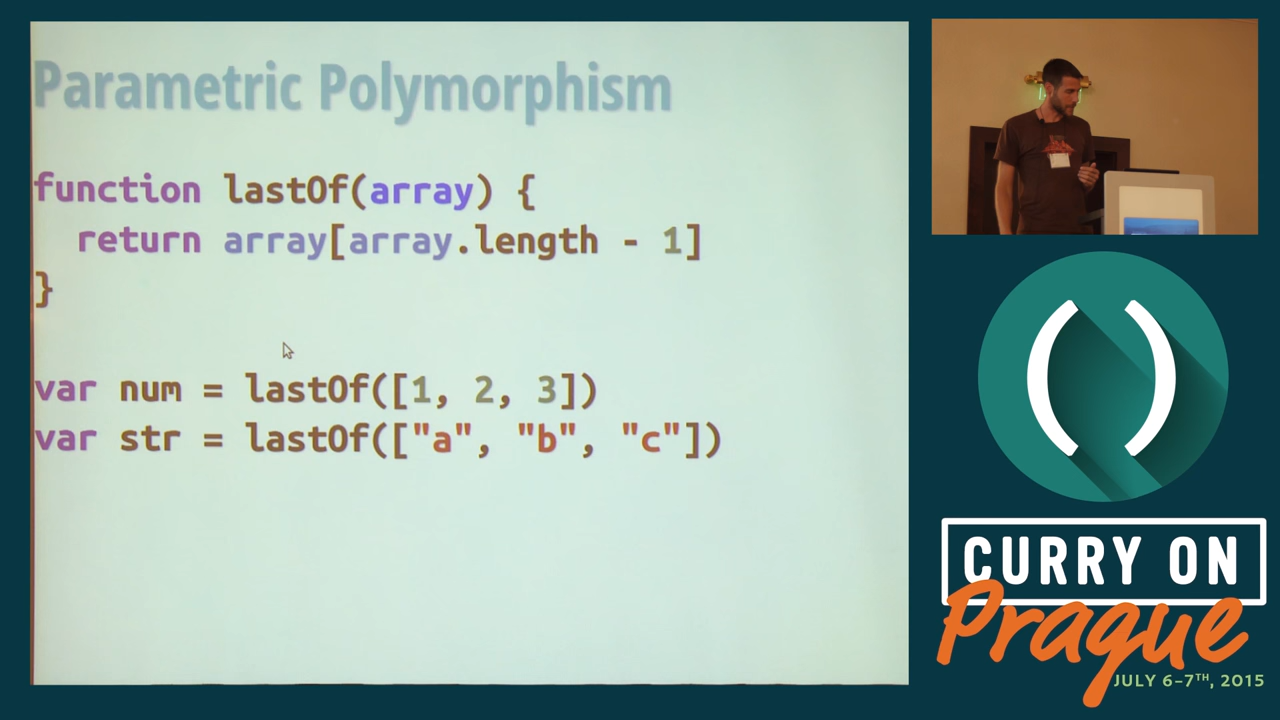 Parametric Polymorphism
function lastOf(array) {
  return array[array.length - 1]
}
var num = lastOf([1, 2, 3])
var str = lastOf(["a", "b", "c"])
()
CURRY ON
Prague
JULY 6-7TH, 2015